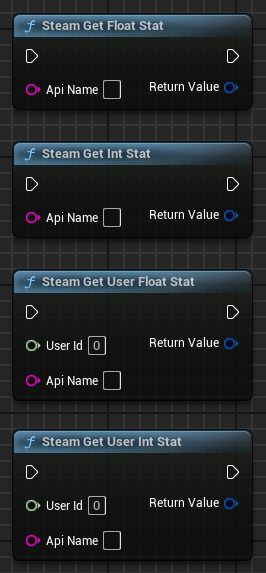 Steam Get Float Stat
Api Name Return Value
Steam Get Int Stat
Api Name Return Value
Steam Get User Float Stat
User Id 0 Return Value
Api Name
Steam Get User Int Stat
User Id 0 Return Value
Api Name